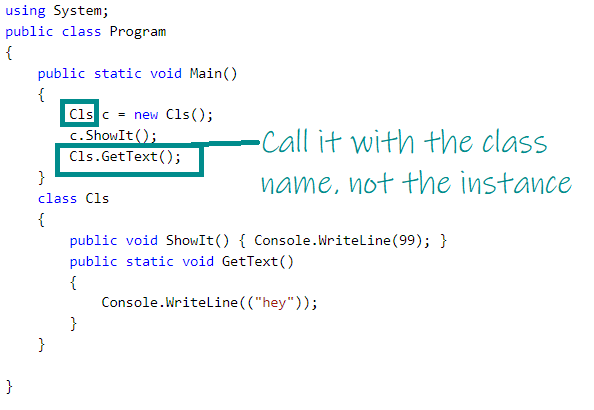 using System;
public class Program
{
    public static void Main()
    {
        Cls c = new Cls();
        c.ShowIt();
        Cls.GetText();
    }
    class Cls
    {
        public void ShowIt() { Console.WriteLine(99); }
        public static void GetText()
        {
            Console.WriteLine(("hey"));
        }
    }
}
Call it with the class
name, not the instance